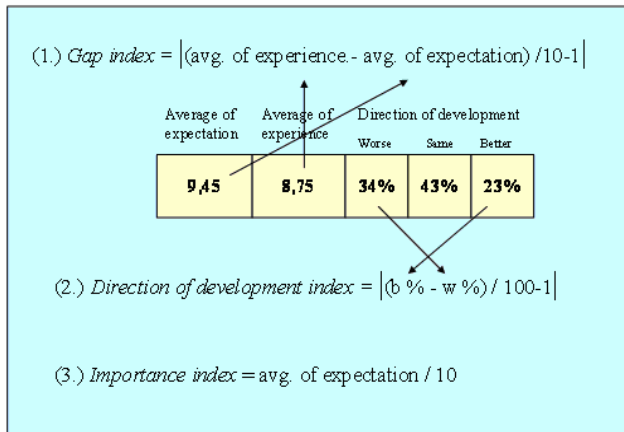 (1.) Gap index = |(avg. of experience.- avg. of expectation) /10-1|
Average of expectation
Average of experience
Direction of development
Worse Same Better
9,45 8,75 34% 43% 23%
(2.) Direction of development index = |(b % - w %) / 100-1|
(3.) Importance index = avg. of expectation / 10